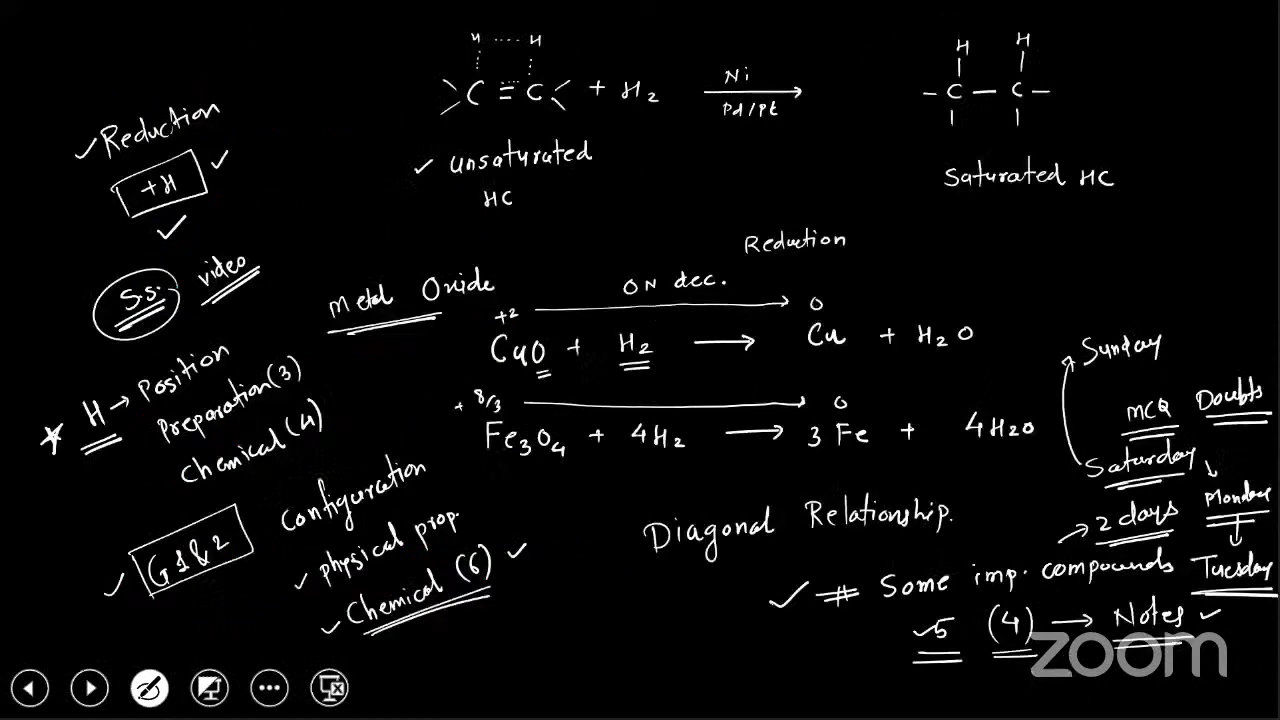 H ---- H
C = C + H2 Ni Pd/Pt
H H
- C - C -
✓ Unsaturated
HC
Saturated HC
✓ Reduction
+H ✓
✓
S.S. video
Reduction
Metal Oxide
ON dec.
+2 0
CuO + H2 → Cu + H2O
+ 8/3 0
Fe3O4 + 4H2 → 3 Fe + 4H2O
H → Position
Preparation(3)
Chemical(4)
✓ G1&2
Configuration
✓ physical prop.
✓ Chemical (6) ✓
Diagonal Relationship.
✓ # Some imp. compounds
✓5 (4) → Notes ✓
Sunday
MCQ Doubts
Saturday
→ 2 days Monday
Tuesday
zoom